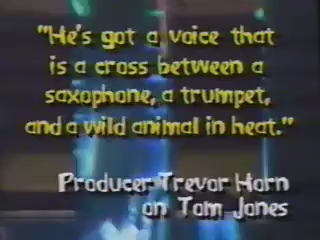 "He's got a voice that
is a cross between a
saxophone, a trumpet,
and a wild animal in heat."
Producer Trevor Horn
on Tom Jones